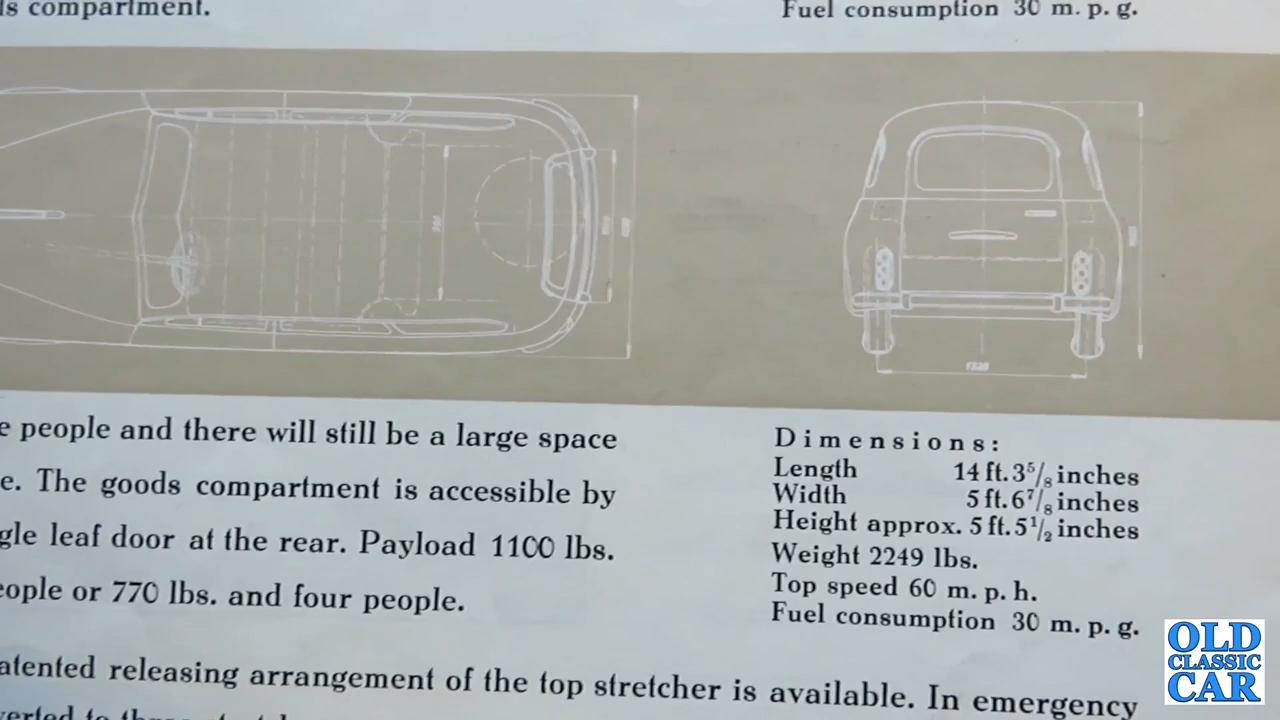 ls compartment.
Fuel consumption 30 m. p. g.
1320
e people and there will still be a large space
e. The goods compartment is accessible by
gle leaf door at the rear. Payload 1100 lbs.
eople or 770 lbs. and four people.
Dimensions:
Length 14 ft. 3⁵/₈ inches
Width 5 ft. 6⁷/₈ inches
Height approx. 5 ft. 5¹/₂ inches
Weight 2249 lbs.
Top speed 60 m. p. h.
Fuel consumption 30 m. p. g.
atented releasing arrangement of the top stretcher is available. In emergency
verted to
OLD
CLASSIC
CAR